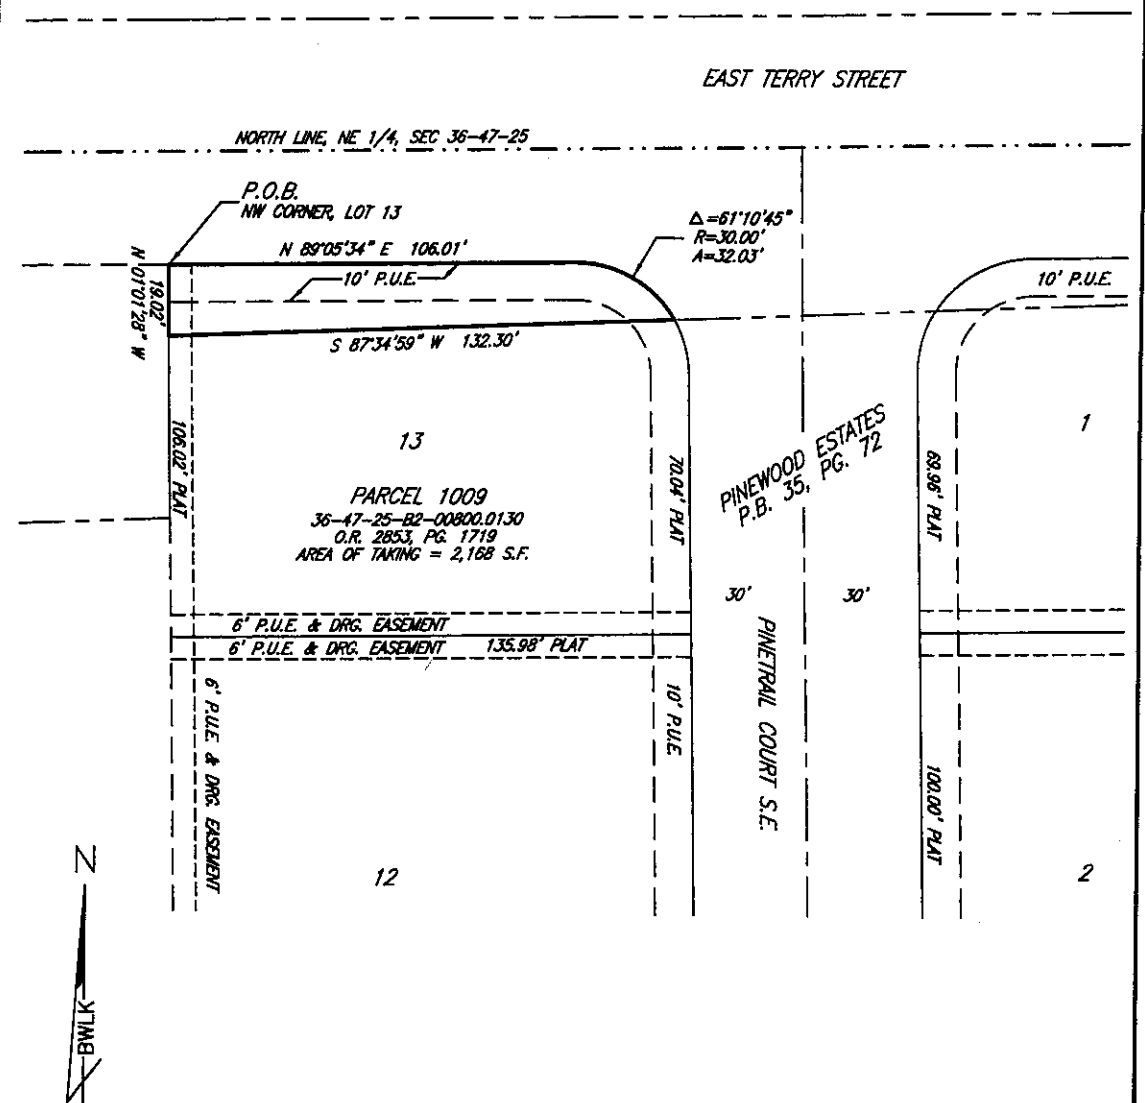 EAST TERRY STREET
NORTH LINE, NE 1/4, SEC 36-47-25
P.O.B.
NW CORNER, LOT 13
Δ=61°10'45"
R=30.00'
A=32.03'
N 89°05'34" E 106.01'
10' P.U.E.
10' P.U.E.
19.02'
N 01°01'28" W
S 87°34'59" W 132.30'
13
1
106.02' PLAT
70.04' PLAT
PINEWOOD ESTATES
P.B. 35, PG. 72
69.96' PLAT
PARCEL 1009
36-47-25-B2-00800.0130
O.R. 2853, PG. 1719
AREA OF TAKING = 2,168 S.F.
30'
30'
6' P.U.E. & DRG. EASEMENT
6' P.U.E. & DRG. EASEMENT 135.98' PLAT
6' P.U.E. & DRG. EASEMENT
10' P.U.E.
PINETRAIL COURT S.E.
100.00' PLAT
12
2
N
BWLK